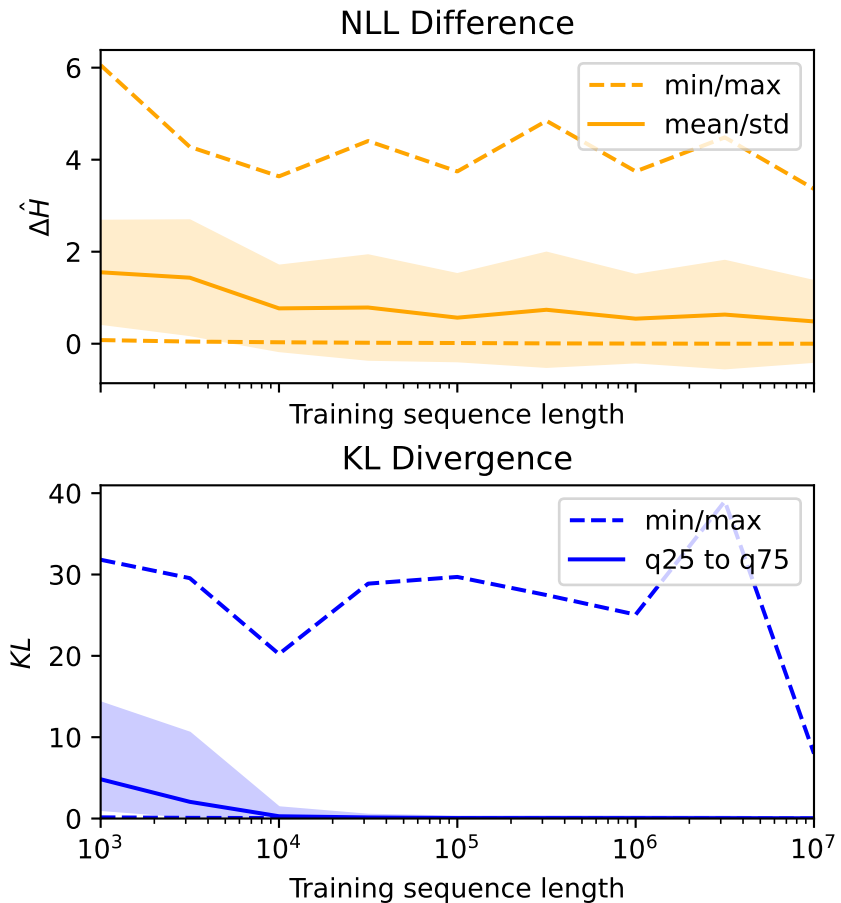 NLL Difference
6
4
2
0
ΔĤ
min/max
mean/std
Training sequence length
KL Divergence
40
30
20
10
0
KL
min/max
q25 to q75
10³ 10⁴ 10⁵ 10⁶ 10⁷
Training sequence length